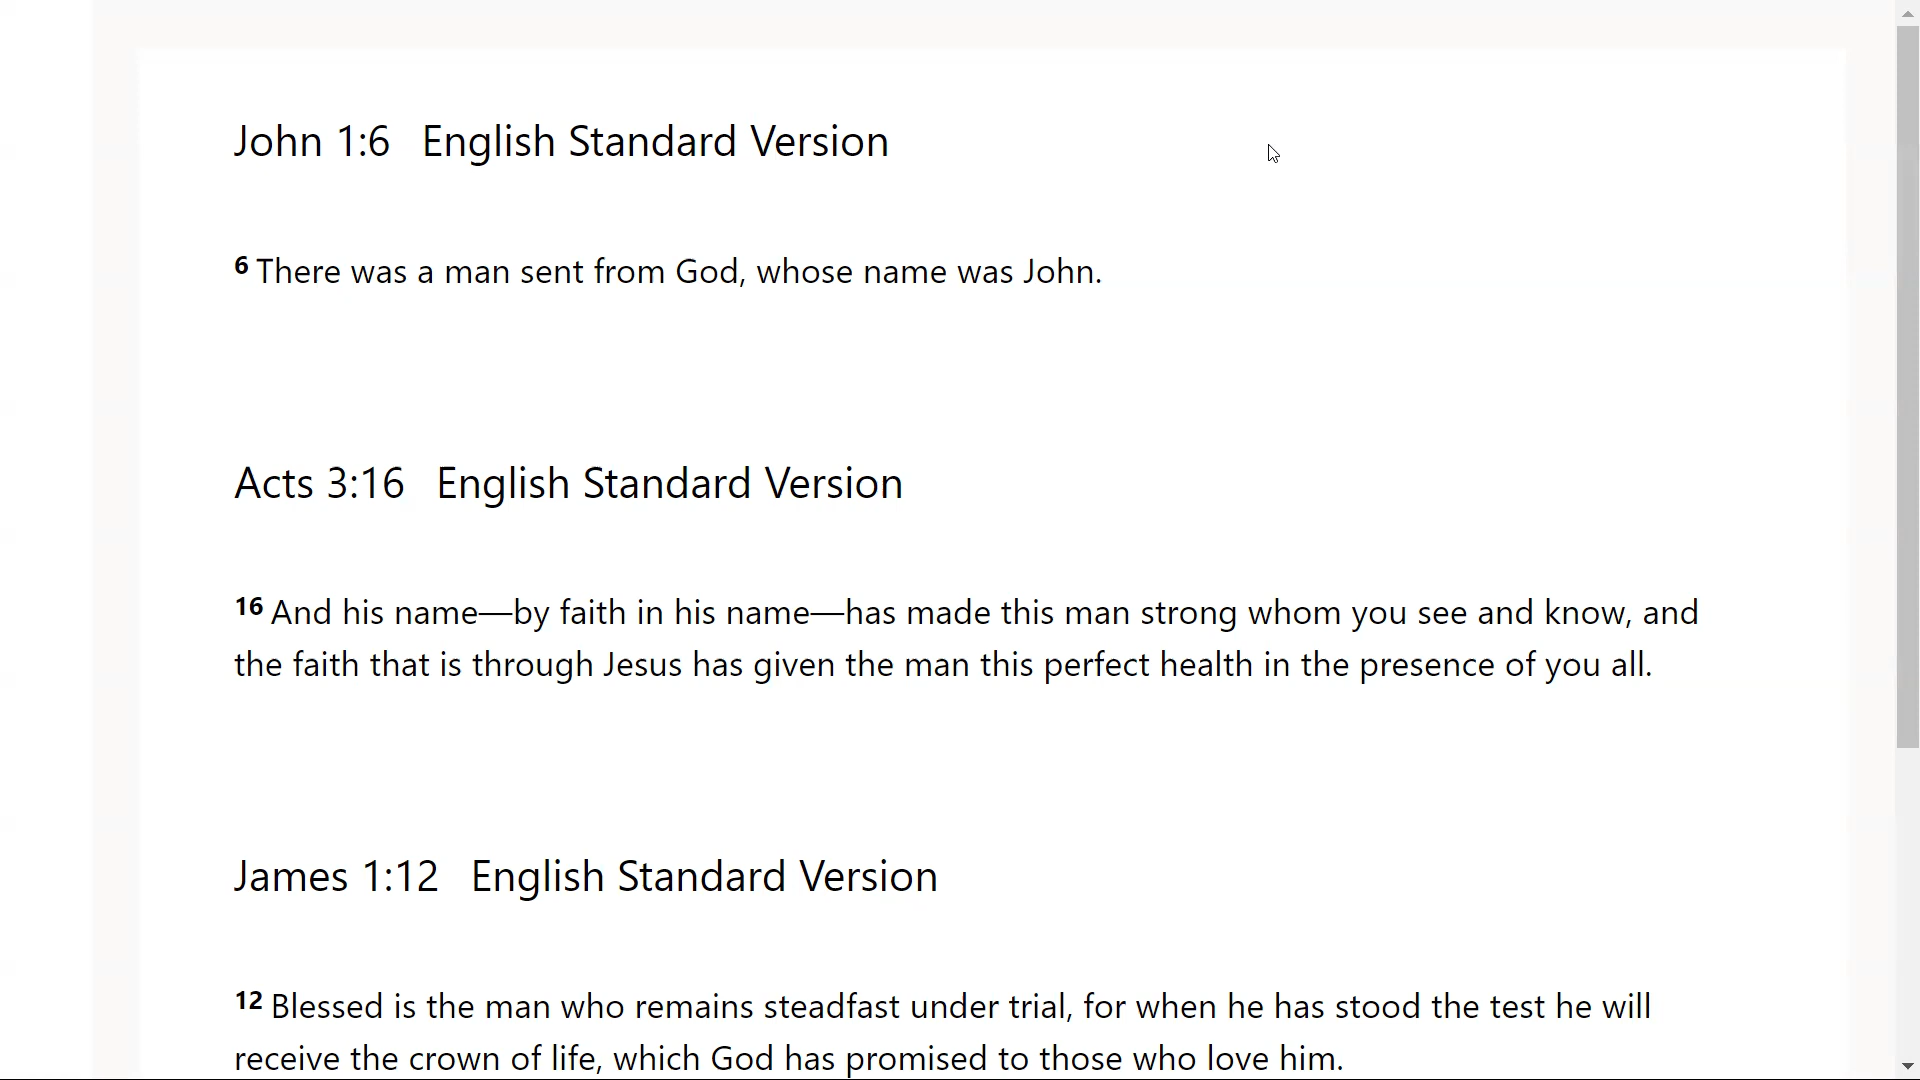 John 1:6 English Standard Version
6 There was a man sent from God, whose name was John.
Acts 3:16 English Standard Version
16 And his name—by faith in his name—has made this man strong whom you see and know, and
the faith that is through Jesus has given the man this perfect health in the presence of you all.
James 1:12 English Standard Version
12 Blessed is the man who remains steadfast under trial, for when he has stood the test he will
receive the crown of life, which God has promised to those who love him.